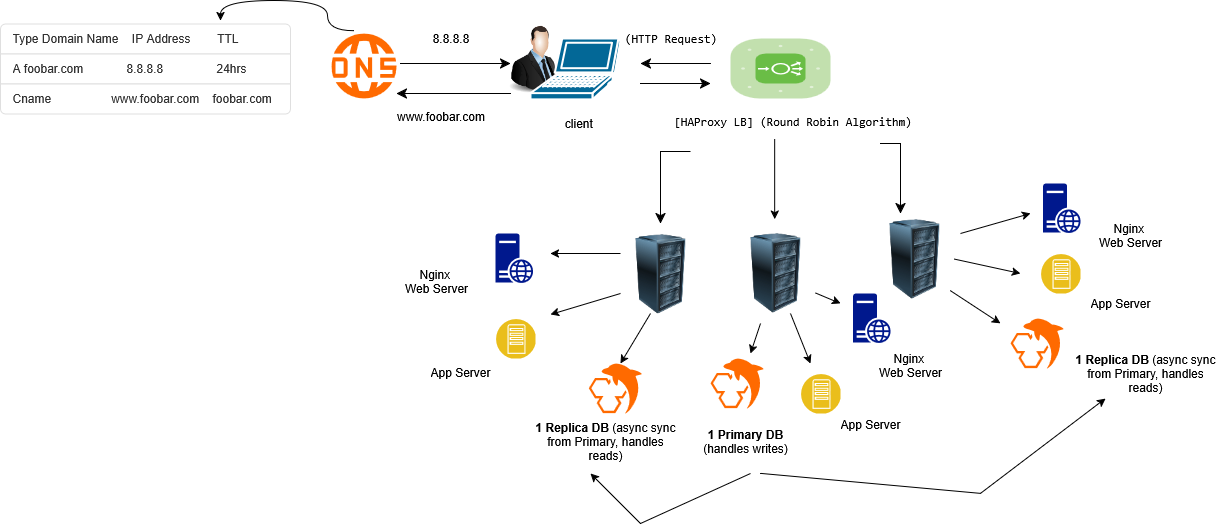 Type Domain Name IP Address TTL
A foobar.com 8.8.8.8 24hrs
Cname www.foobar.com foobar.com
DNS
8.8.8.8
www.foobar.com
client
(HTTP Request)
[HAProxy LB] (Round Robin Algorithm)
Nginx
Web Server
App Server
1 Replica DB (async sync
from Primary, handles
reads)
1 Primary DB
(handles writes)
App Server
Nginx
Web Server
Nginx
Web Server
App Server
1 Replica DB (async sync
from Primary, handles
reads)